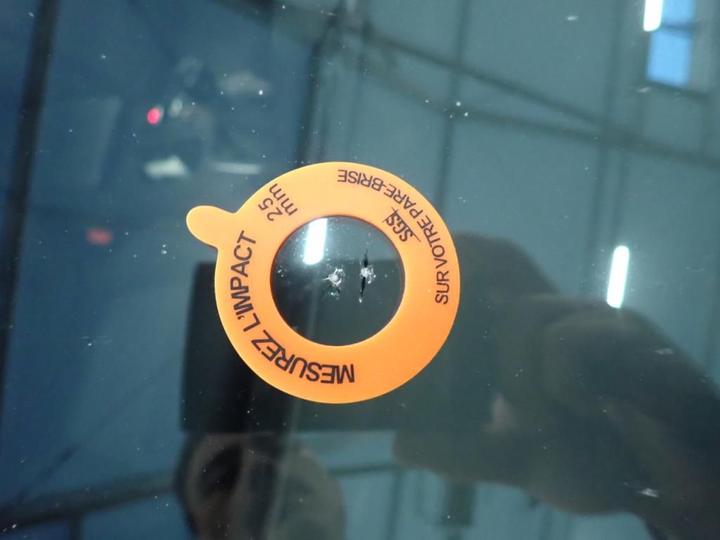 MESUREZ L'IMPACT
25 mm
SUR VOTRE PARE-BRISE
SGS